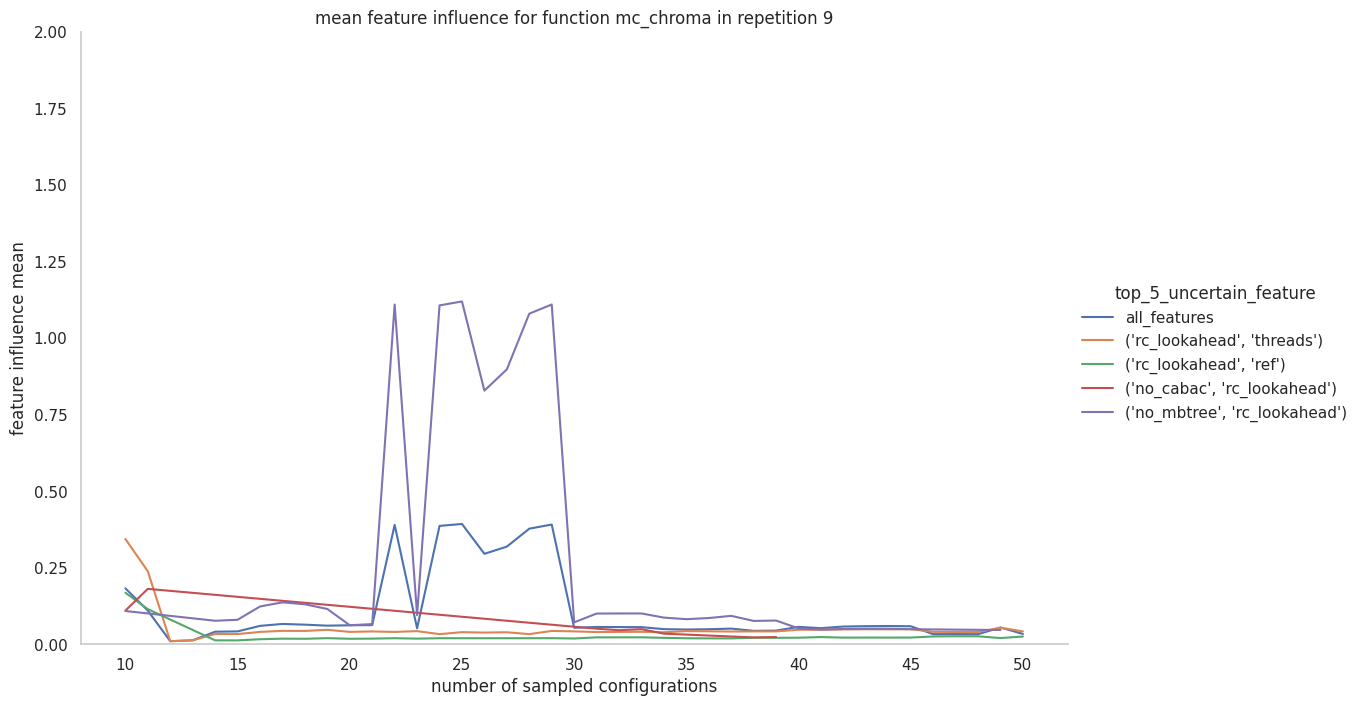 mean feature influence for function mc_chroma in repetition 9
2.00
1.75
1.50
1.25
1.00
0.75
0.50
0.25
0.00
feature influence mean
10 15 20 25 30 35 40 45 50
number of sampled configurations
top_5_uncertain_feature
all_features
('rc_lookahead', 'threads')
('rc_lookahead', 'ref')
('no_cabac', 'rc_lookahead')
('no_mbtree', 'rc_lookahead')